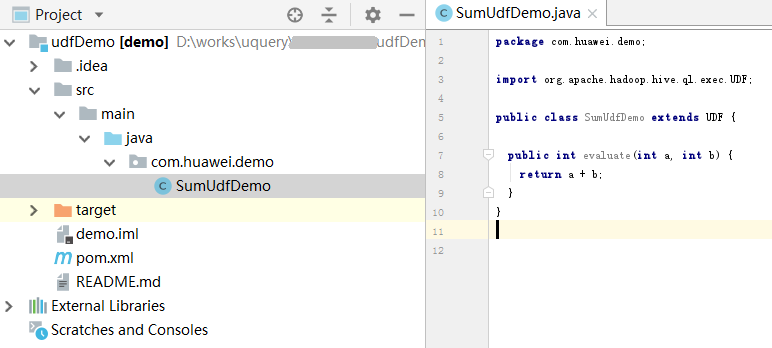 Project
udfDemo [demo] D:\works\uquery\ udfDem
.idea
src
main
java
com.huawei.demo
C SumUdfDemo
target
demo.iml
m pom.xml
README.md
External Libraries
Scratches and Consoles
C SumUdfDemo.java ×
1 package com.huawei.demo;
2
3 import org.apache.hadoop.hive.ql.exec.UDF;
4
5 public class SumUdfDemo extends UDF {
6
7 public int evaluate(int a, int b) {
8 return a + b;
9 }
10 }
11
12